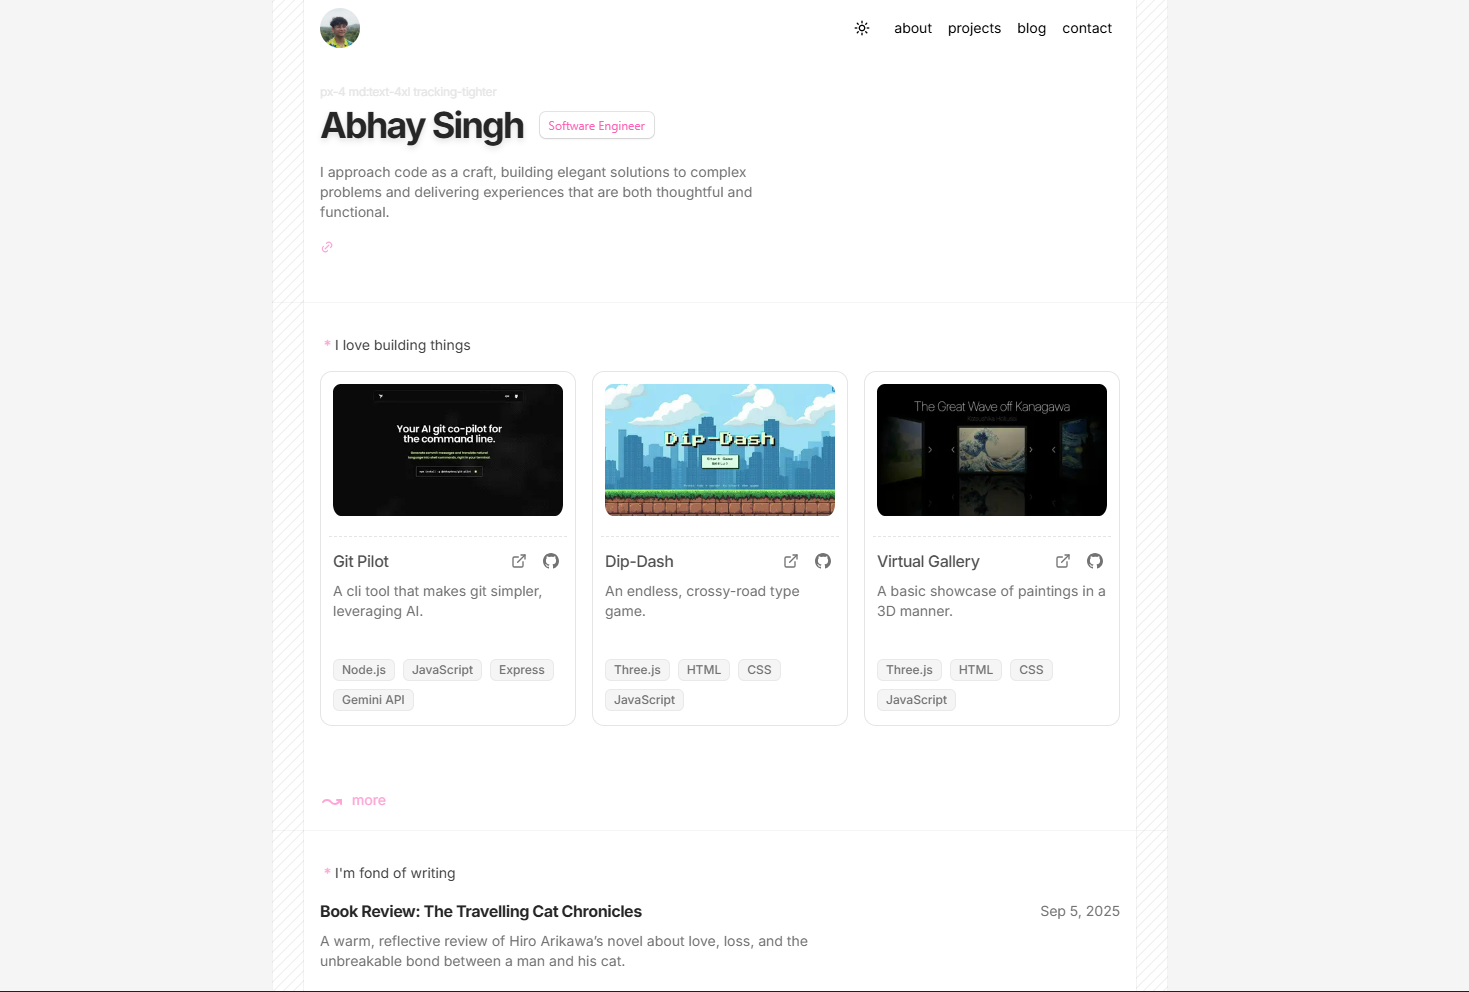 about projects blog contact
px-4 md:text-4xl tracking-tighter
Abhay Singh Software Engineer
I approach code as a craft, building elegant solutions to complex
problems and delivering experiences that are both thoughtful and
functional.
* I love building things
Your AI git co-pilot for
the command line.
Dip-Dash
The Great Wave off Kanagawa
Git Pilot
A cli tool that makes git simpler,
leveraging AI.
Node.js JavaScript Express
Gemini API
Dip-Dash
An endless, crossy-road type
game.
Three.js HTML CSS
JavaScript
Virtual Gallery
A basic showcase of paintings in a
3D manner.
Three.js HTML CSS
JavaScript
more
* I'm fond of writing
Book Review: The Travelling Cat Chronicles Sep 5, 2025
A warm, reflective review of Hiro Arikawa’s novel about love, loss, and the
unbreakable bond between a man and his cat.